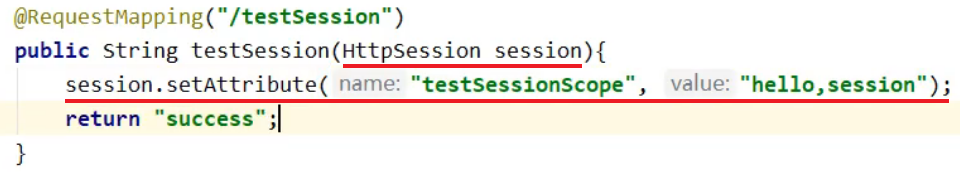 @RequestMapping("/testSession")
public String testSession(HttpSession session){
    session.setAttribute( name: "testSessionScope", value: "hello,session");
    return "success";
}